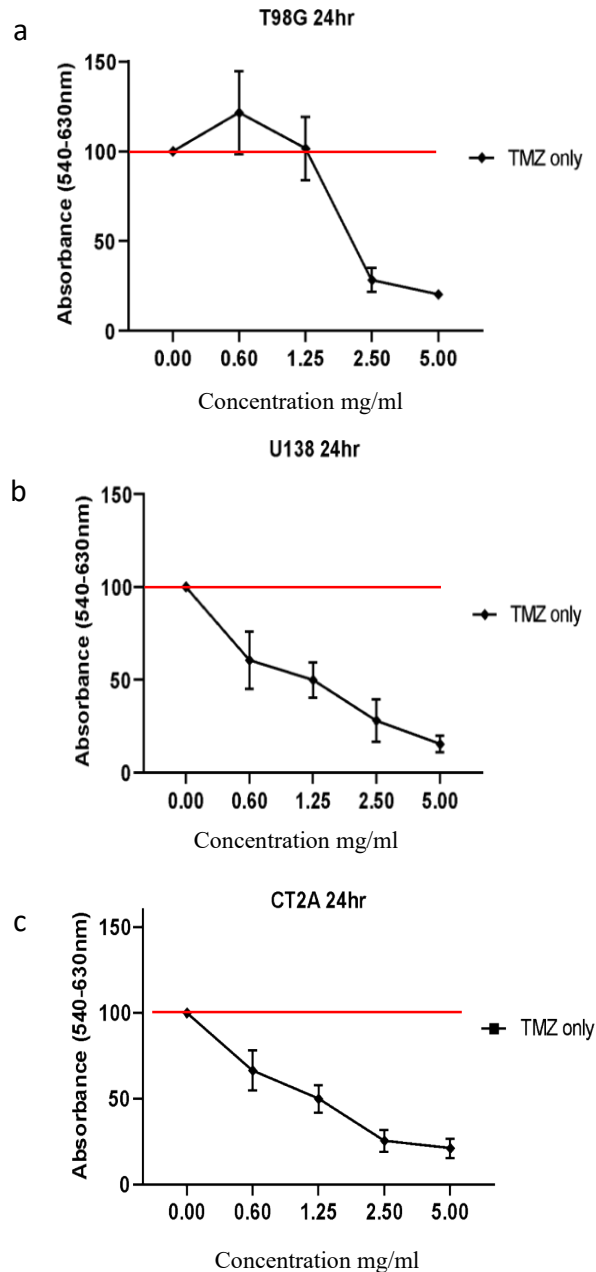 a
T98G 24hr
Absorbance (540-630nm)
150
100
50
0
0.00 0.60 1.25 2.50 5.00
Concentration mg/ml
TMZ only
b
U138 24hr
Absorbance (540-630nm)
150
100
50
0
0.00 0.60 1.25 2.50 5.00
Concentration mg/ml
TMZ only
c
CT2A 24hr
Absorbance (540-630nm)
150
100
50
0
0.00 0.60 1.25 2.50 5.00
Concentration mg/ml
TMZ only